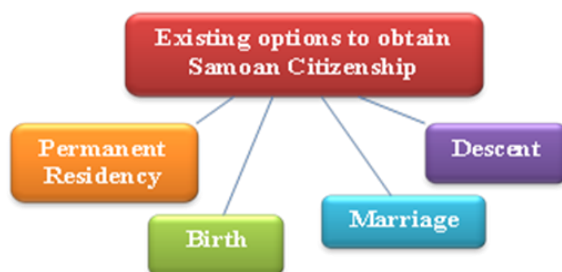 Existing options to obtain
Samoan Citizenship
Permanent
Residency
Birth
Marriage
Descent